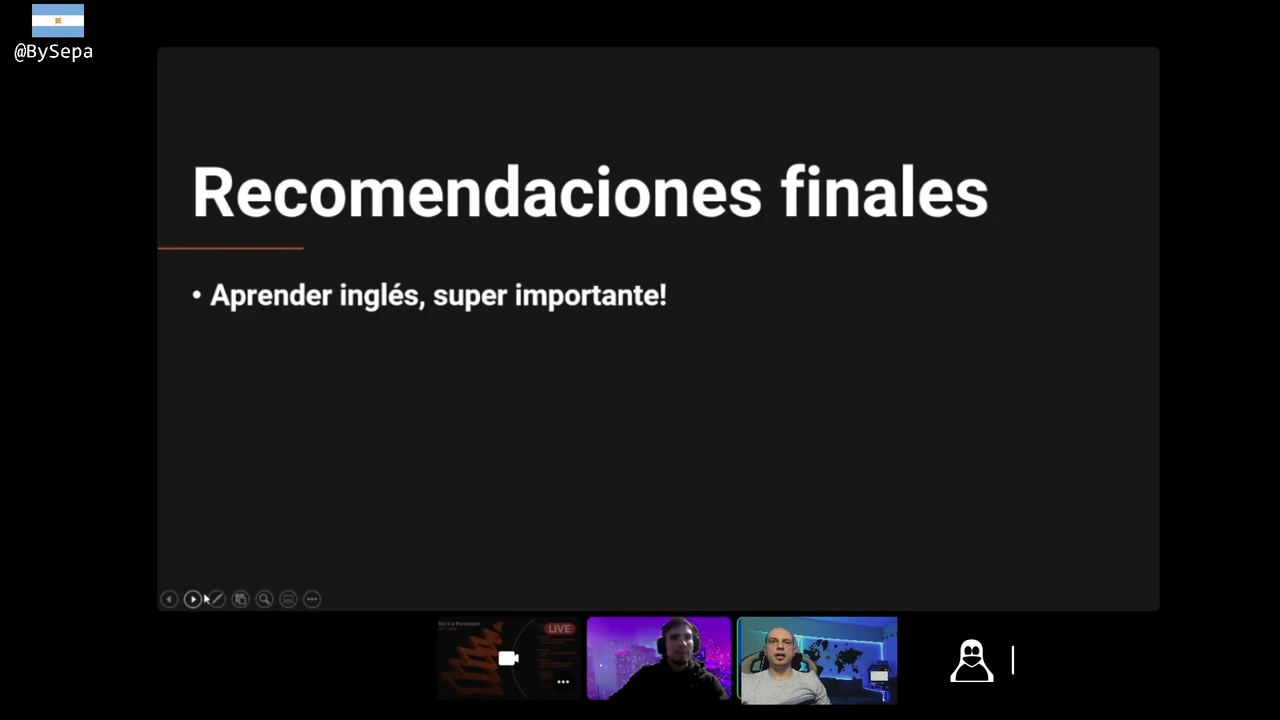 @BySepa
Recomendaciones finales
• Aprender inglés, super importante!
LIVE